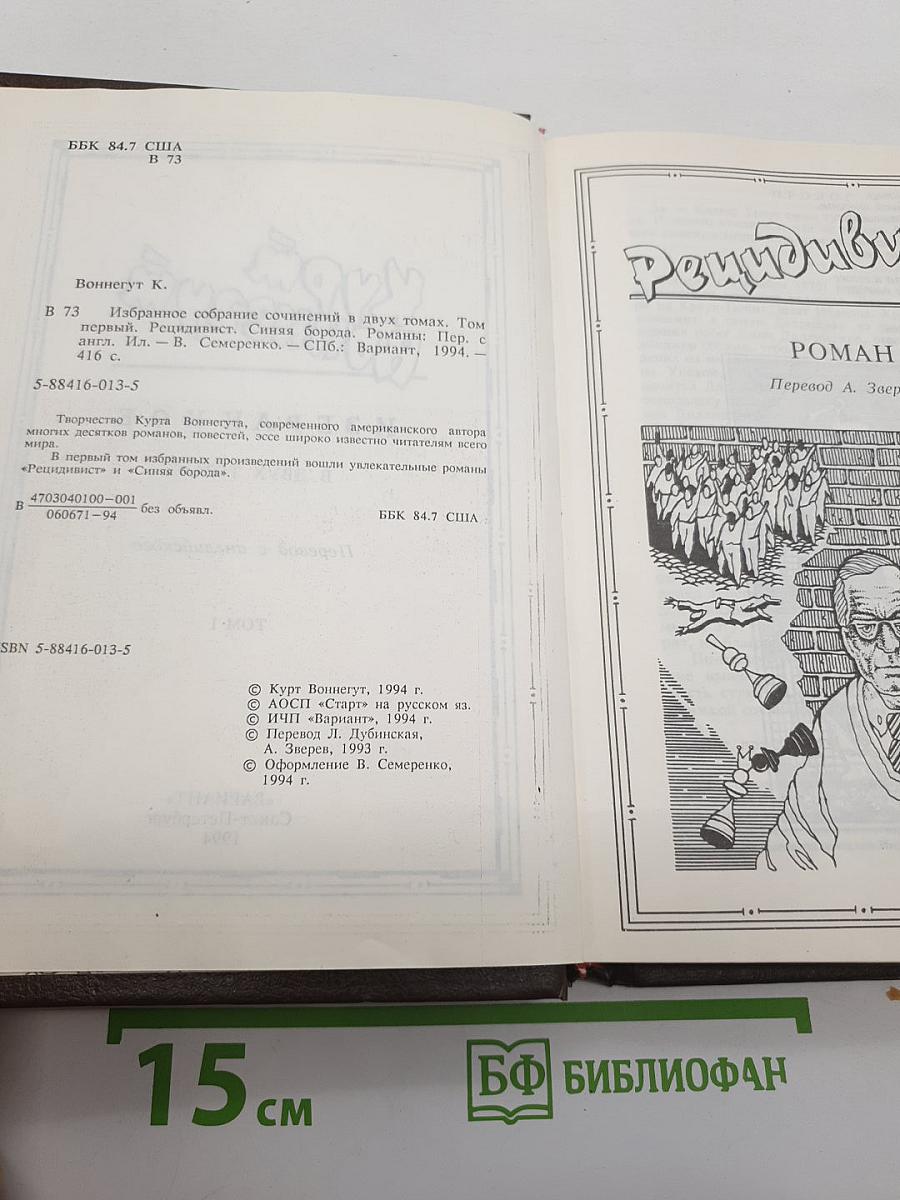 ББК 84.7 США
В 73
Воннегут К.
В 73 Избранное собрание сочинений в двух томах. Том
первый. Рецидивист. Синяя борода. Романы: Пер. с
англ. Ил. — В. Семеренко. — СПб.: Вариант, 1994. —
416 с.
5-88416-013-5
Творчество Курта Воннегута, современного американского автора
многих десятков романов, повестей, эссе широко известно читателям всего
мира.
В первый том избранных произведений вошли увлекательные романы
«Рецидивист» и «Синяя борода».
В 4703040100—001
060671—94 без объявл.
ББК 84.7 США
SBN 5-88416-013-5
© Курт Воннегут, 1994 г.
© АОСП «Старт» на русском яз.
© ИЧП «Вариант», 1994 г.
© Перевод Л. Дубинская,
А. Зверев, 1993 г.
© Оформление В. Семеренко,
1994 г.
Рецидиви
РОМАН
Перевод А. Звер
15 см
БФ БИБЛИОФАН